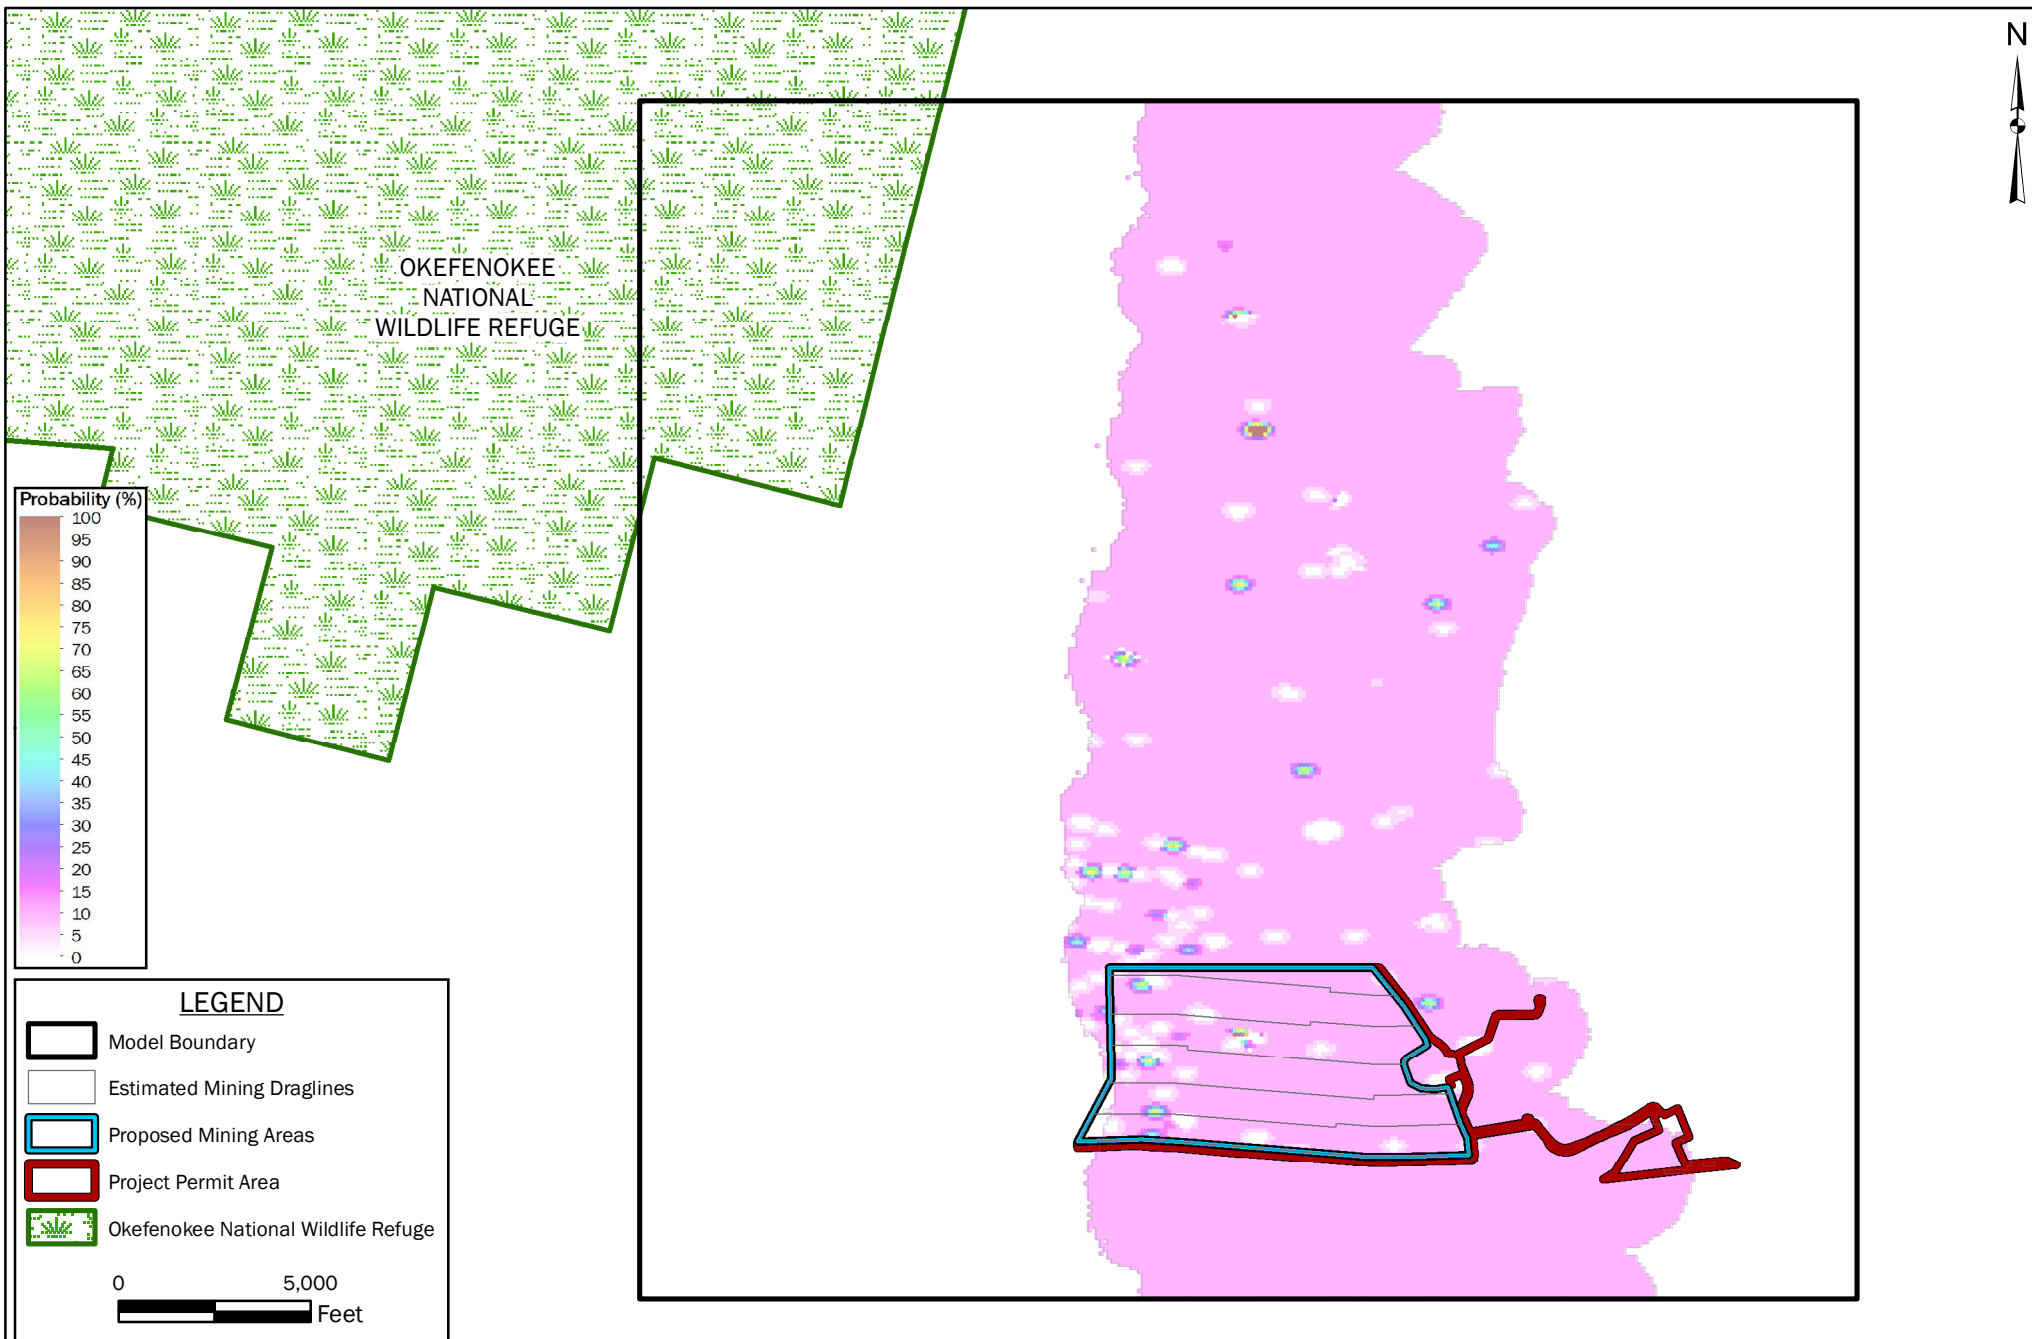 N
OKEFENOKEE
NATIONAL
WILDLIFE REFUGE
Probability (%)
100
95
90
85
80
75
70
65
60
55
50
45
40
35
30
25
20
15
10
5
0
LEGEND
Model Boundary
Estimated Mining Draglines
Proposed Mining Areas
Project Permit Area
Okefenokee National Wildlife Refuge
0 5,000
Feet